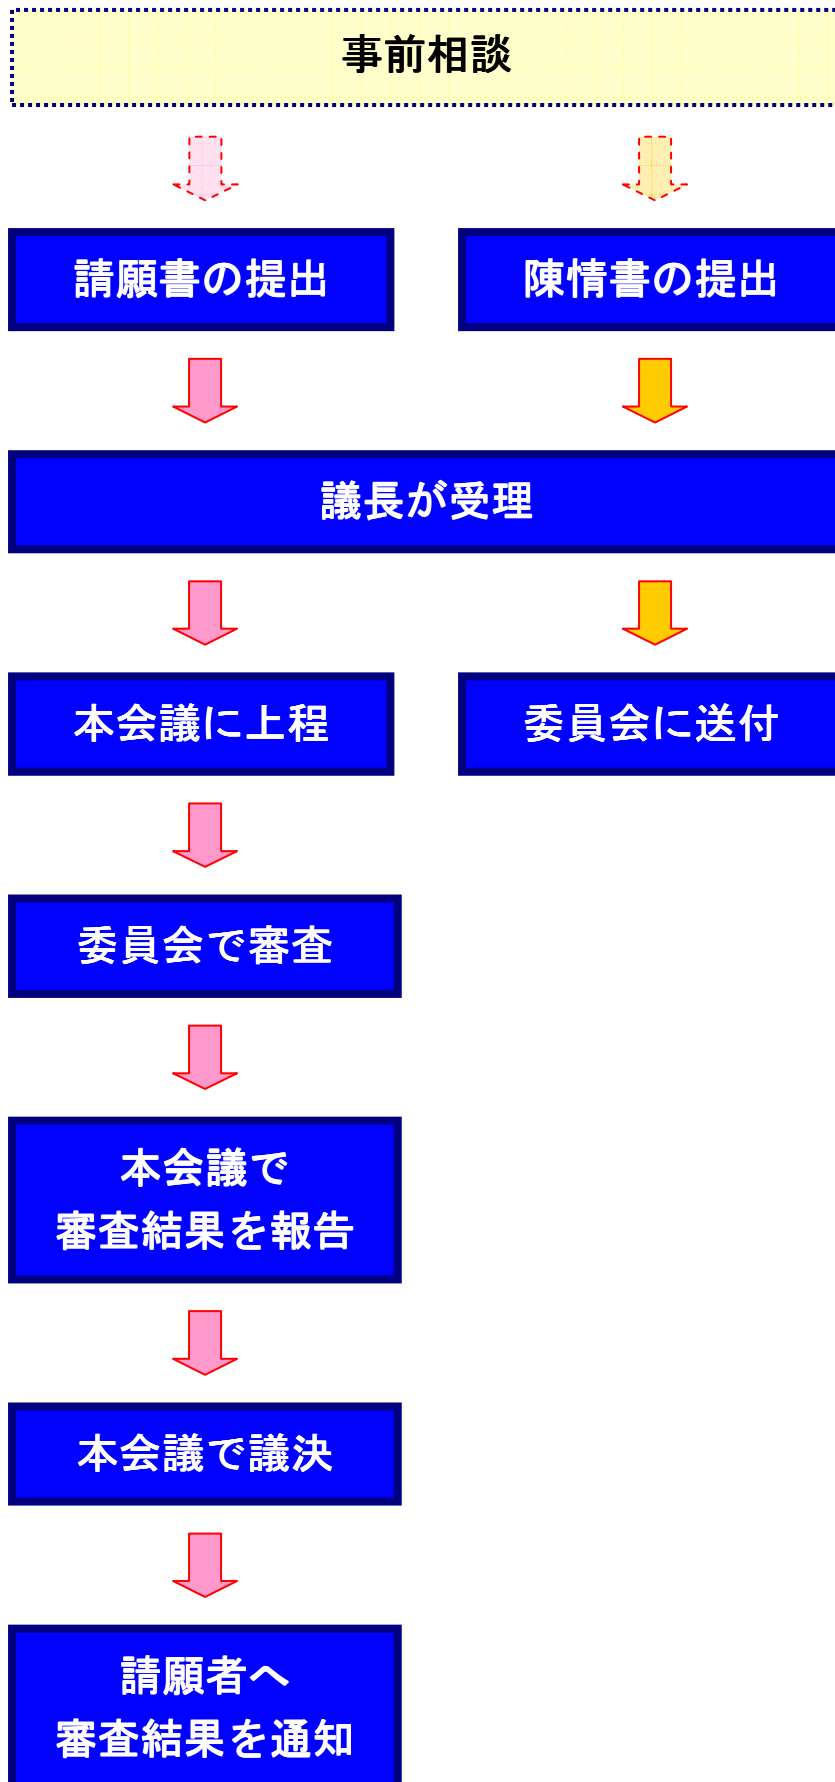 事前相談
請願書の提出
陳情書の提出
議長が受理
本会議に上程
委員会に送付
委員会で審査
本会議で
審査結果を報告
本会議で議決
請願者へ
審査結果を通知